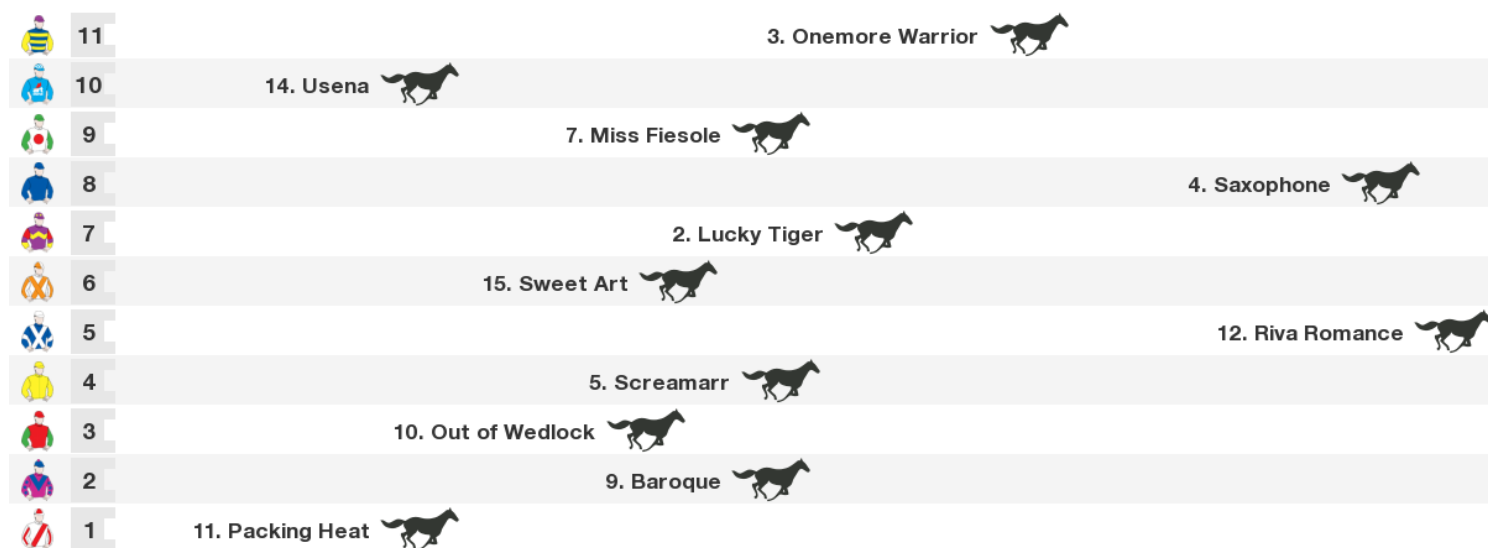 11 3. Onemore Warrior
10 14. Usena
9 7. Miss Fiesole
8 4. Saxophone
7 2. Lucky Tiger
6 15. Sweet Art
5 12. Riva Romance
4 5. Screamarr
3 10. Out of Wedlock
2 9. Baroque
1 11. Packing Heat